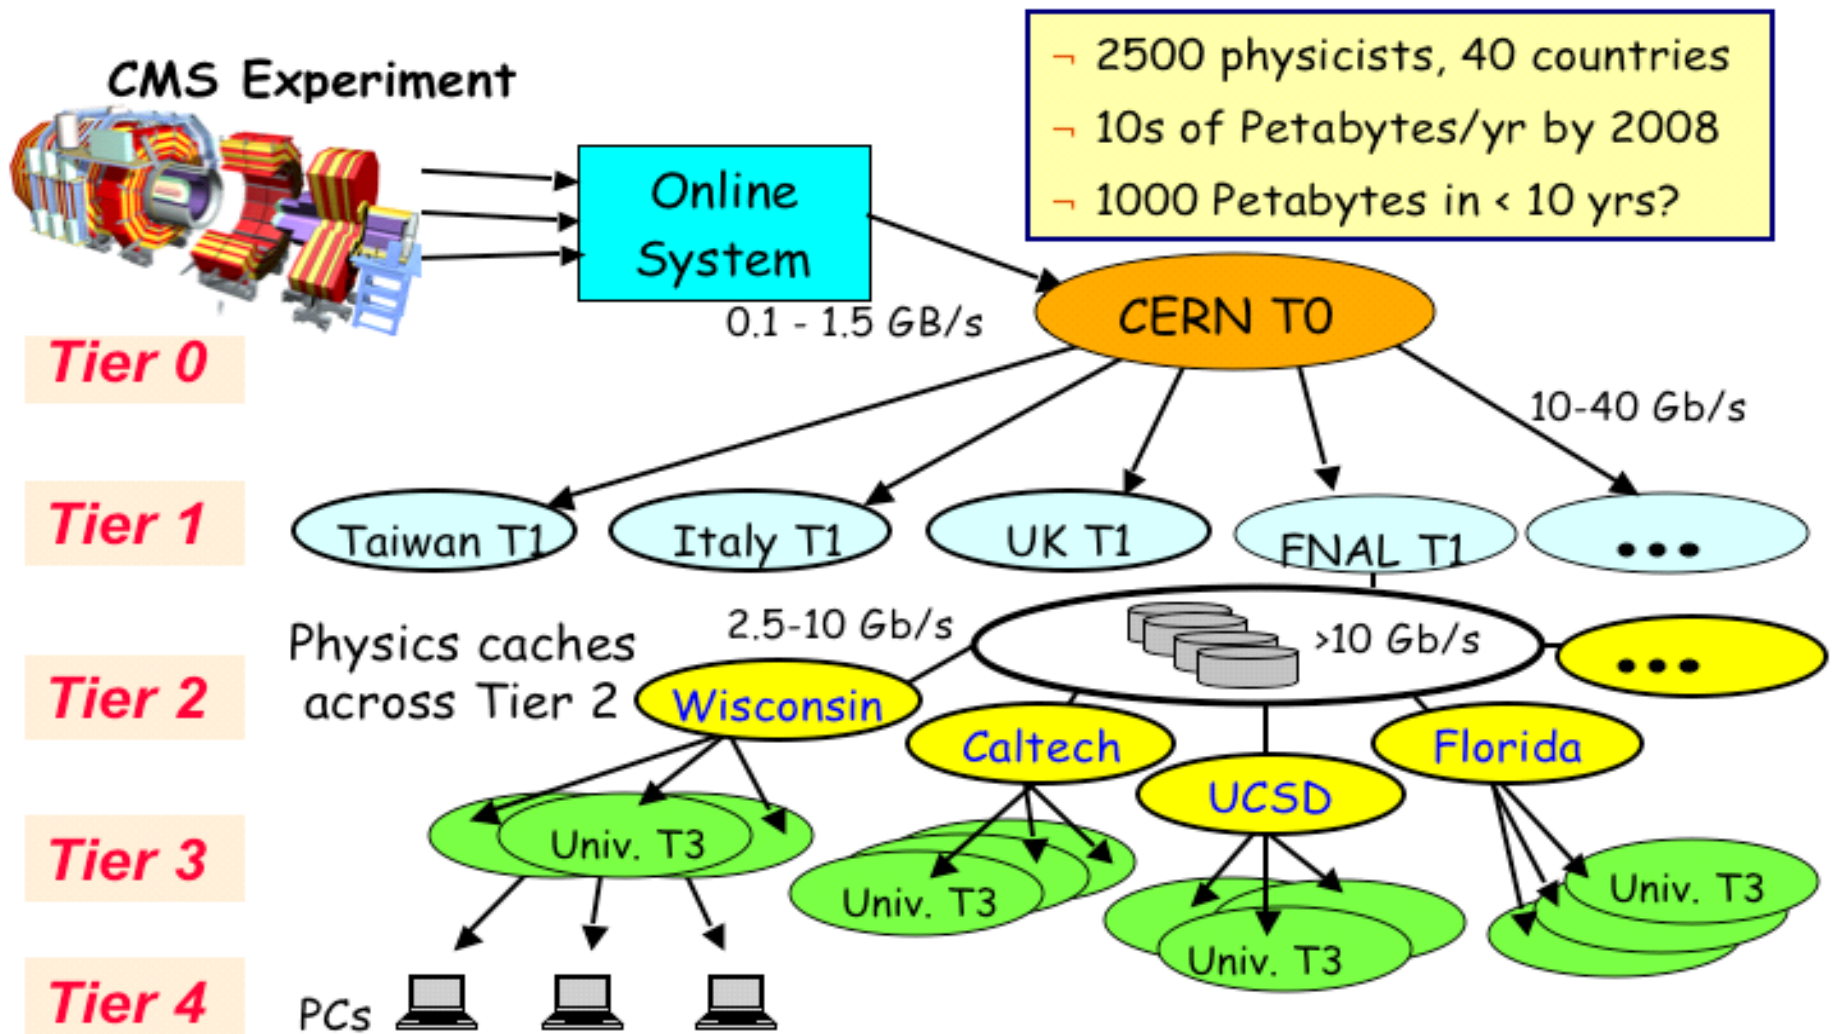 CMS Experiment
¬ 2500 physicists, 40 countries
¬ 10s of Petabytes/yr by 2008
¬ 1000 Petabytes in < 10 yrs?
Online
System
0.1 - 1.5 GB/s
CERN T0
Tier 0
10-40 Gb/s
Tier 1
Taiwan T1
Italy T1
UK T1
FNAL T1
...
Physics caches
across Tier 2
2.5-10 Gb/s
>10 Gb/s
...
Tier 2
Wisconsin
Caltech
UCSD
Florida
Tier 3
Univ. T3
Univ. T3
Univ. T3
Univ. T3
Tier 4
PCs